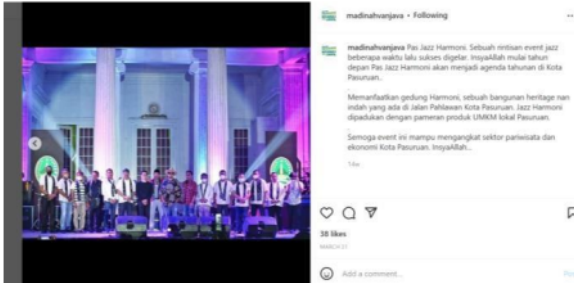 madinahvanjava • Following
madinahvanjava Pas Jazz Harmoni. Sebuah rintisan event jazz
beberapa waktu lalu sukses digelar. InsyaAllah mulai tahun
depan Pas Jazz Harmoni akan menjadi agenda tahunan di Kota
Pasuruan..
Memanfaatkan gedung Harmoni, sebuah bangunan heritage nan
indah yang ada di Jalan Pahlawan Kota Pasuruan. Jazz Harmoni
dipadukan dengan pameran produk UMKM lokal Pasuruan.
Semoga event ini mampu mengangkat sektor pariwisata dan
ekonomi Kota Pasuruan. InsyaAllah...
38 likes
MARCH 27
Add a comment...